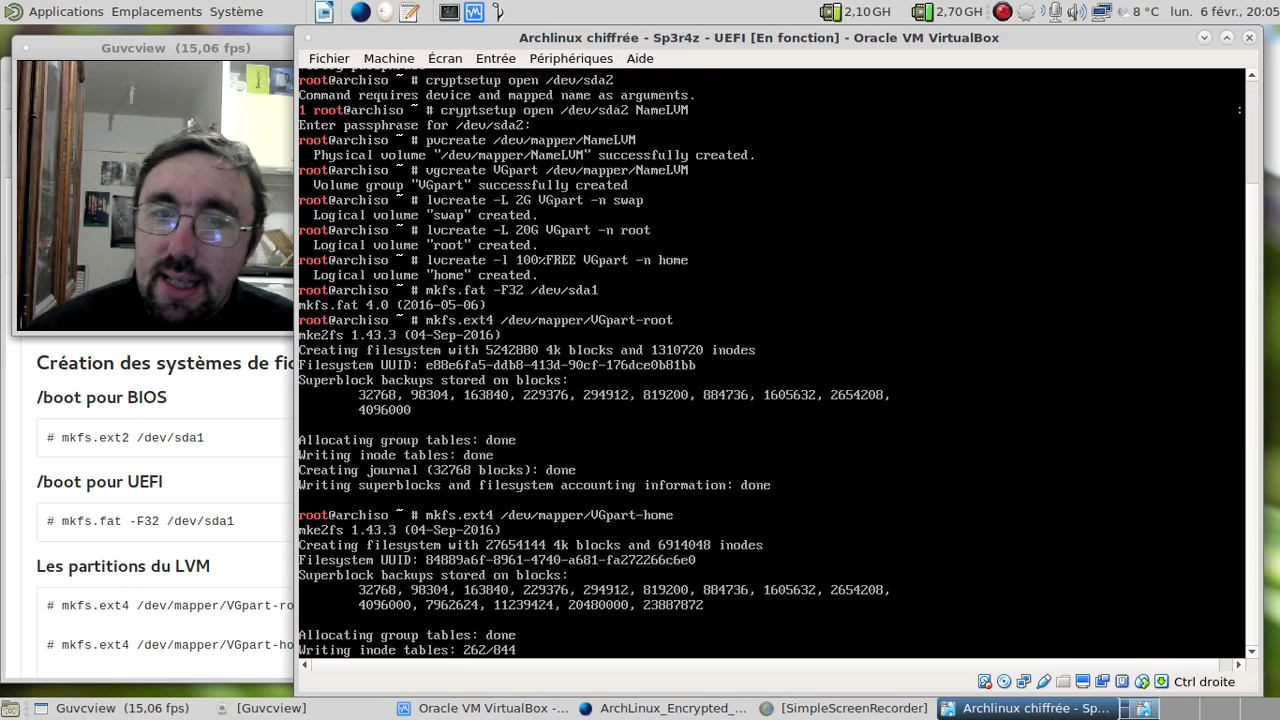 Applications Emplacements Système
2,10 GH 2,70 GH 8 °C lun. 6 févr., 20:05
Guvcview (15,06 fps)
Archlinux chiffrée - Sp3r4z - UEFI [En fonction] - Oracle VM VirtualBox
Fichier Machine Écran Entrée Périphériques Aide
root@archiso ~ # cryptsetup open /dev/sda2
Command requires device and mapped name as arguments.
1 root@archiso ~ # cryptsetup open /dev/sda2 NameLVM
Enter passphrase for /dev/sda2:
root@archiso ~ # pvcreate /dev/mapper/NameLVM
Physical volume "/dev/mapper/NameLVM" successfully created.
root@archiso ~ # vgcreate VGpart /dev/mapper/NameLVM
Volume group "VGpart" successfully created
root@archiso ~ # lvcreate -L 2G VGpart -n swap
Logical volume "swap" created.
root@archiso ~ # lvcreate -L 20G VGpart -n root
Logical volume "root" created.
root@archiso ~ # lvcreate -l 100%FREE VGpart -n home
Logical volume "home" created.
root@archiso ~ # mkfs.fat -F32 /dev/sda1
mkfs.fat 4.0 (2016-05-06)
root@archiso ~ # mkfs.ext4 /dev/mapper/VGpart-root
mke2fs 1.43.3 (04-Sep-2016)
Creating filesystem with 5242880 4k blocks and 1310720 inodes
Filesystem UUID: e88e6fa5-ddb8-413d-90cf-176dce0b81bb
Superblock backups stored on blocks:
32768, 98304, 163840, 229376, 294912, 819200, 884736, 1605632, 2654208,
4096000
Allocating group tables: done
Writing inode tables: done
Creating journal (32768 blocks): done
Writing superblocks and filesystem accounting information: done
root@archiso ~ # mkfs.ext4 /dev/mapper/VGpart-home
mke2fs 1.43.3 (04-Sep-2016)
Creating filesystem with 27654144 4k blocks and 6914048 inodes
Filesystem UUID: 84889a6f-8961-4740-a681-fa272266c6e0
Superblock backups stored on blocks:
32768, 98304, 163840, 229376, 294912, 819200, 884736, 1605632, 2654208,
4096000, 7962624, 11239424, 20480000, 23887872
Allocating group tables: done
Writing inode tables: 262/844
Création des systèmes de fic
/boot pour BIOS
# mkfs.ext2 /dev/sda1
/boot pour UEFI
# mkfs.fat -F32 /dev/sda1
Les partitions du LVM
# mkfs.ext4 /dev/mapper/VGpart-ro
# mkfs.ext4 /dev/mapper/VGpart-ho
Ctrl droite
Guvcview (15,06 fps) [Guvcview] Oracle VM VirtualBox -... ArchLinux_Encrypted_... [SimpleScreenRecorder] Archlinux chiffrée - Sp...